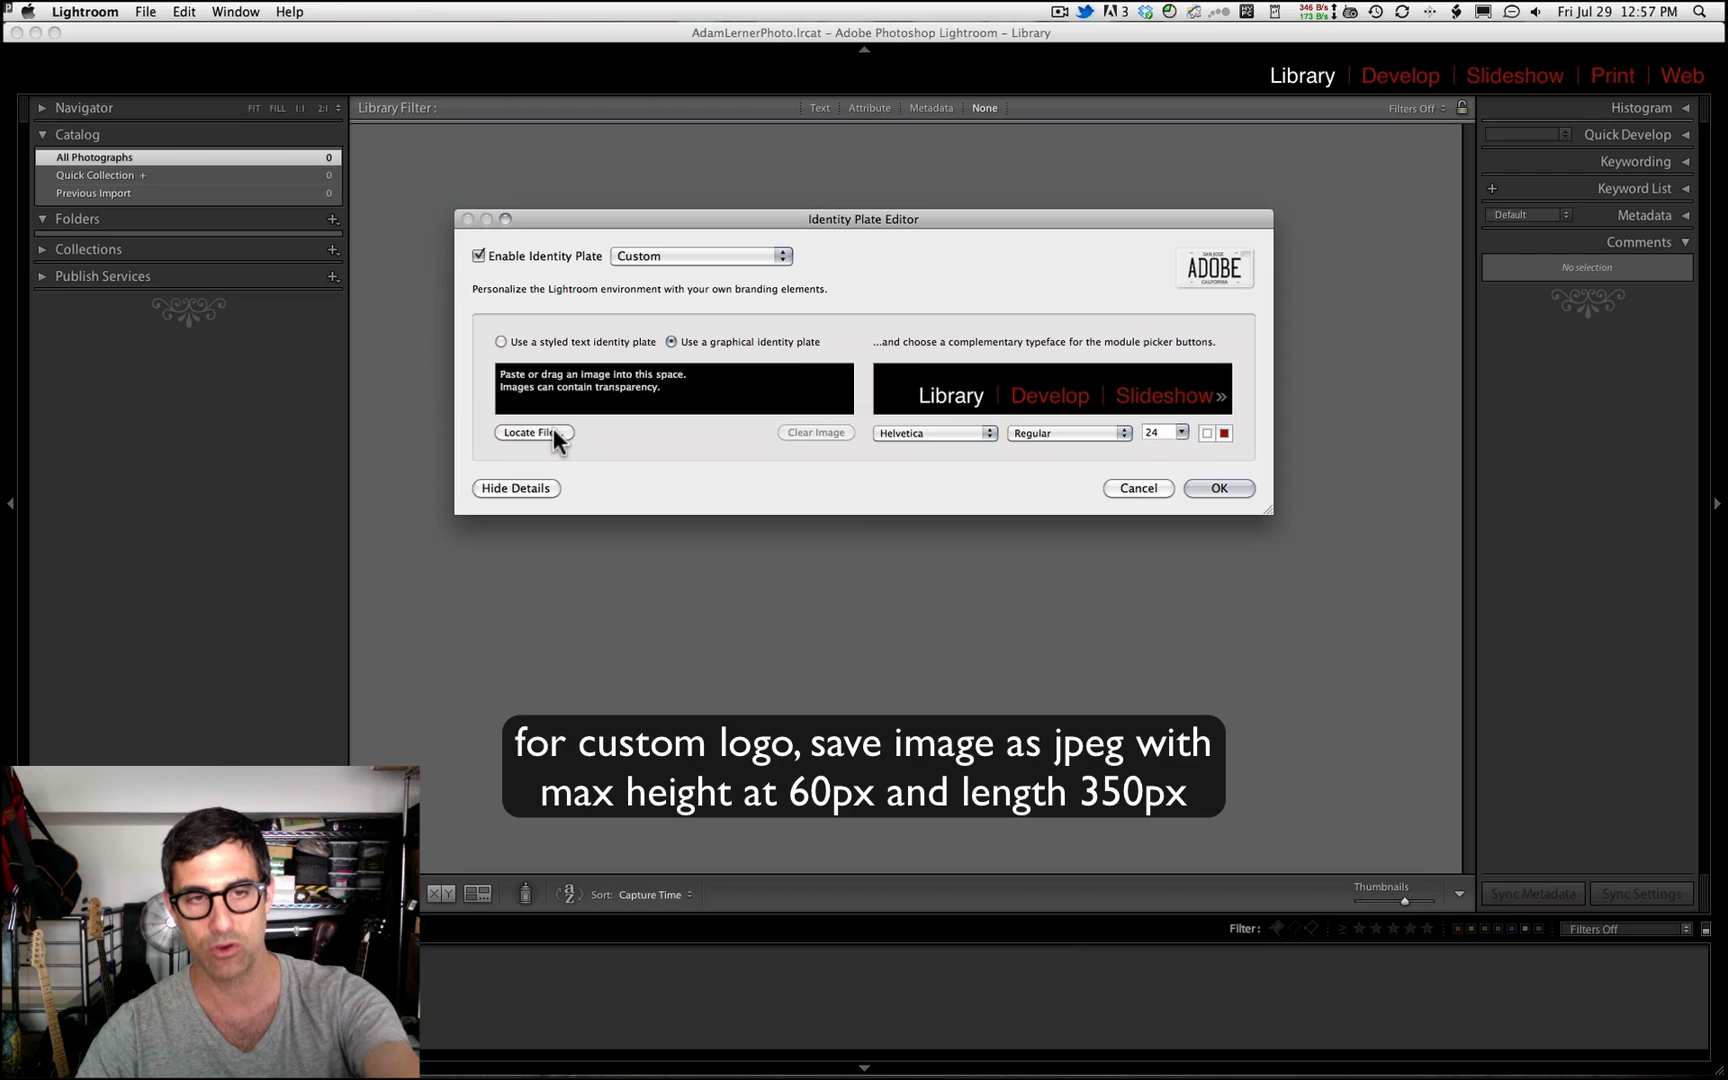 Lightroom File Edit Window Help
3
346 B/s
173 B/s
Fri Jul 29 12:57 PM
AdamLernerPhoto.lrcat – Adobe Photoshop Lightroom – Library
Library | Develop | Slideshow | Print | Web
Navigator FIT FILL 1:1 2:1
Catalog
All Photographs 0
Quick Collection + 0
Previous Import 0
Folders
Collections
Publish Services
Library Filter : Text Attribute Metadata None Filters Off
Histogram
Quick Develop
Keywording
Keyword List
Default Metadata
Comments
No selection
Identity Plate Editor
Enable Identity Plate Custom
SAN JOSE
ADOBE
CALIFORNIA
Personalize the Lightroom environment with your own branding elements.
Use a styled text identity plate Use a graphical identity plate
...and choose a complementary typeface for the module picker buttons.
Paste or drag an image into this space.
Images can contain transparency.
Library | Develop | Slideshow»
Locate File... Clear Image
Helvetica Regular 24
Hide Details Cancel OK
for custom logo, save image as jpeg with
max height at 60px and length 350px
XY Sort: Capture Time Thumbnails
Sync Metadata Sync Settings
Filter: Filters Off